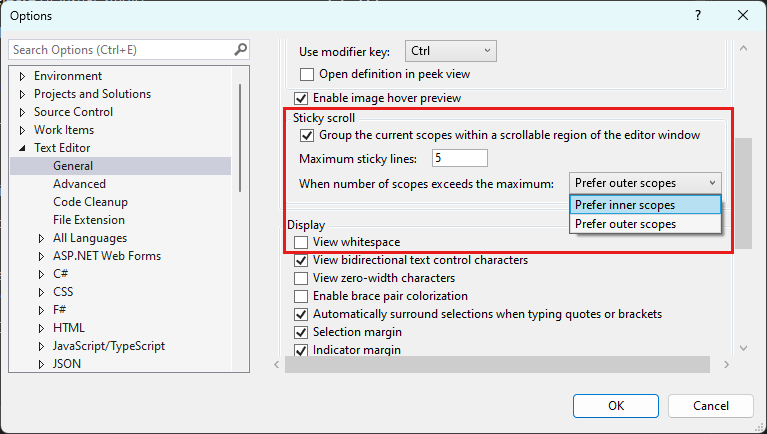 Options
?
Search Options (Ctrl+E)
Environment
Projects and Solutions
Source Control
Work Items
Text Editor
General
Advanced
Code Cleanup
File Extension
All Languages
ASP.NET Web Forms
C#
CSS
F#
HTML
JavaScript/TypeScript
JSON
Use modifier key: Ctrl
Open definition in peek view
Enable image hover preview
Sticky scroll
Group the current scopes within a scrollable region of the editor window
Maximum sticky lines: 5
When number of scopes exceeds the maximum: Prefer outer scopes
Prefer inner scopes
Prefer outer scopes
Display
View whitespace
View bidirectional text control characters
View zero-width characters
Enable brace pair colorization
Automatically surround selections when typing quotes or brackets
Selection margin
Indicator margin
OK
Cancel